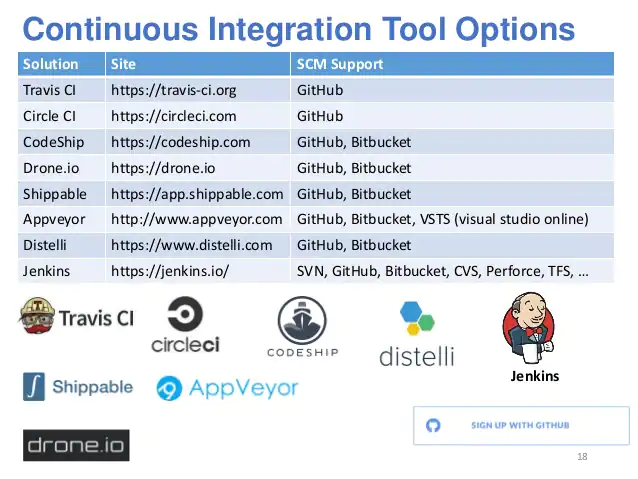 Continuous Integration Tool Options
Solution Site SCM Support
Travis CI https://travis-ci.org GitHub
Circle CI https://circleci.com GitHub
CodeShip https://codeship.com GitHub, Bitbucket
Drone.io https://drone.io GitHub, Bitbucket
Shippable https://app.shippable.com GitHub, Bitbucket
Appveyor http://www.appveyor.com GitHub, Bitbucket, VSTS (visual studio online)
Distelli https://www.distelli.com GitHub, Bitbucket
Jenkins https://jenkins.io/ SVN, GitHub, Bitbucket, CVS, Perforce, TFS, …
Travis CI
circleci
CODESHIP
distelli
Jenkins
Shippable
AppVeyor
SIGN UP WITH GITHUB
drone.io
18